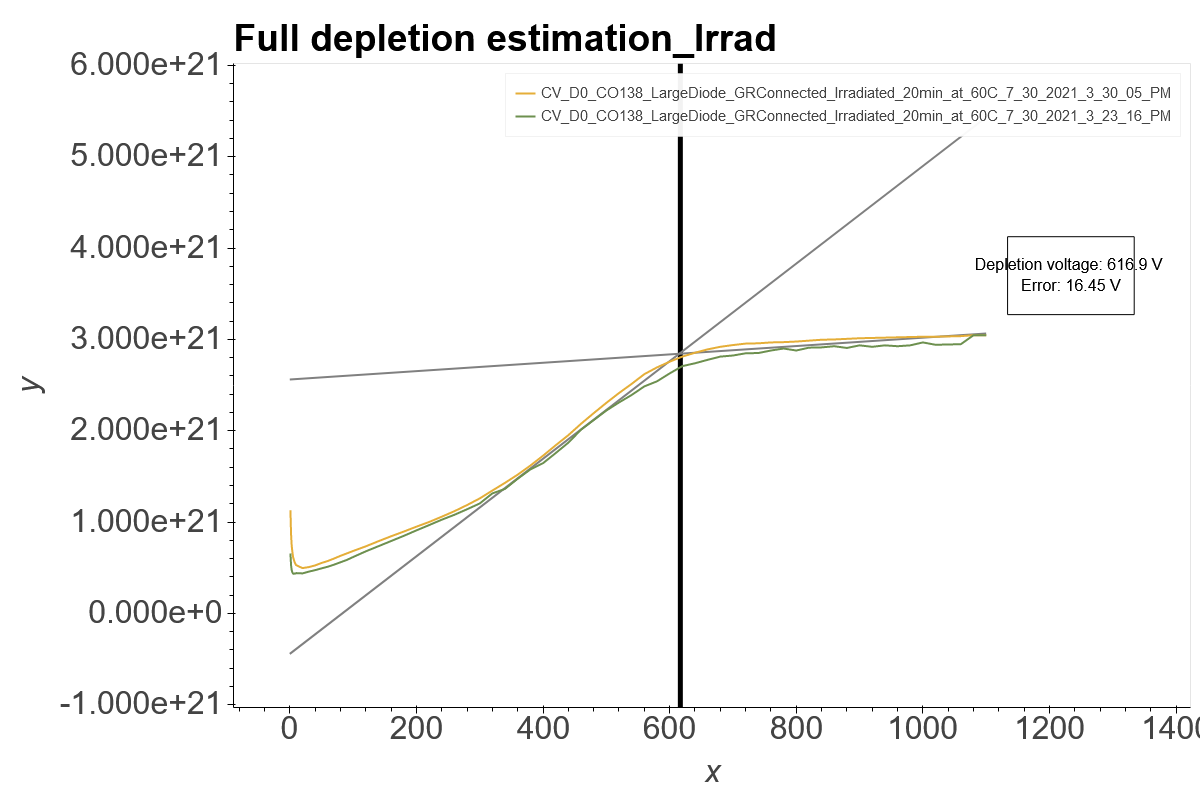 Full depletion estimation_Irrad
6.000e+21
5.000e+21
4.000e+21
3.000e+21
2.000e+21
1.000e+21
0.000e+0
-1.000e+21
y
CV_D0_CO138_LargeDiode_GRConnected_Irradiated_20min_at_60C_7_30_2021_3_30_05_PM
CV_D0_CO138_LargeDiode_GRConnected_Irradiated_20min_at_60C_7_30_2021_3_23_16_PM
Depletion voltage: 616.9 V
Error: 16.45 V
0 200 400 600 800 1000 1200 1400
x